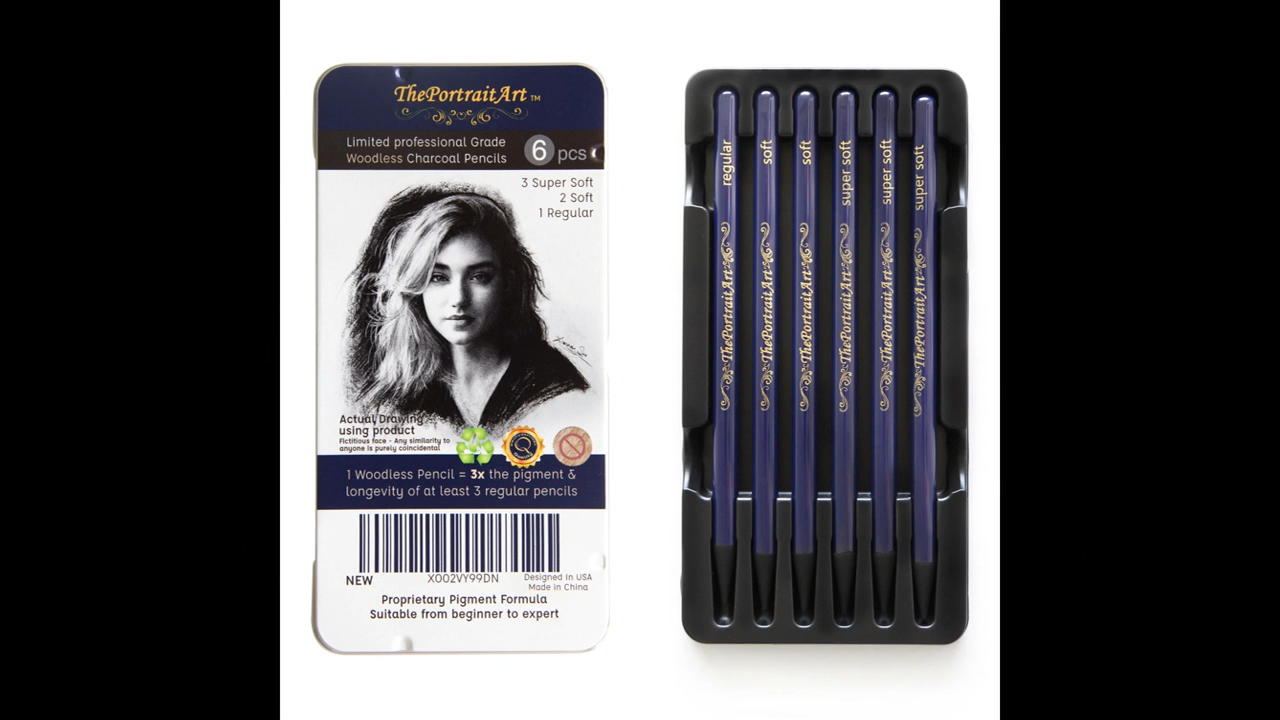 ThePortraitArt™
Limited professional Grade
Woodless Charcoal Pencils
6 pcs
3 Super Soft
2 Soft
1 Regular
Actual Drawing
using product
Fictitious face - Any similarity to
anyone is purely coincidental
1 Woodless Pencil = 3x the pigment &
longevity of at least 3 regular pencils
NEW
X002VY99DN
Designed In USA
Made in China
Proprietary Pigment Formula
Suitable from beginner to expert
regular
ThePortraitArt
soft
ThePortraitArt
soft
ThePortraitArt
super soft
ThePortraitArt
super soft
ThePortraitArt
super soft
ThePortraitArt